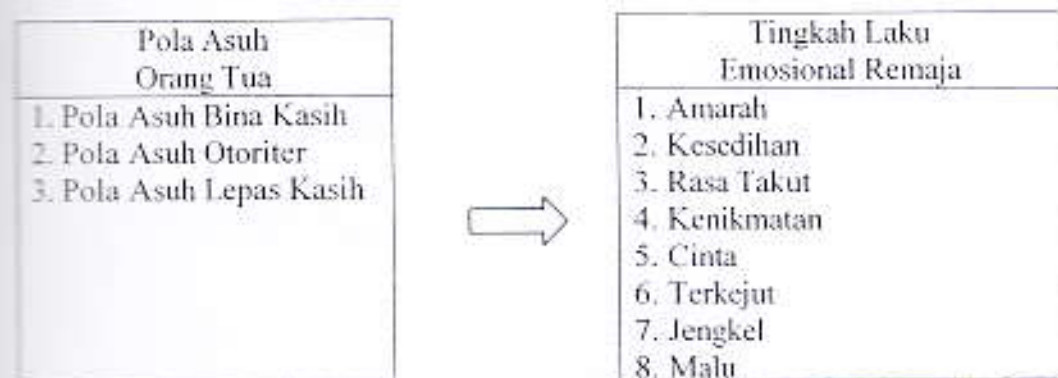 Pola Asuh
Orang Tua
1. Pola Asuh Bina Kasih
2. Pola Asuh Otoriter
3. Pola Asuh Lepas Kasih
Tingkah Laku
Emosional Remaja
1. Amarah
2. Kesedihan
3. Rasa Takut
4. Kenikmatan
5. Cinta
6. Terkejut
7. Jengkel
8. Malu